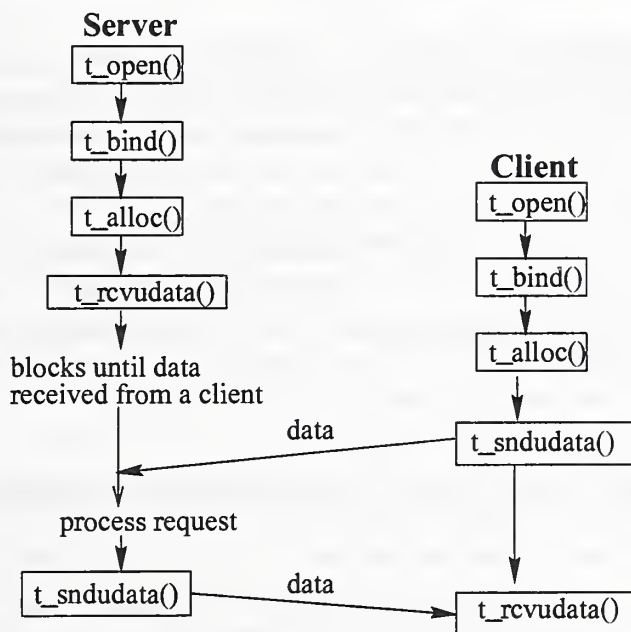 Server
t_open()
t_bind()
t_alloc()
t_rcvudata()
blocks until data
received from a client
process request
t_sndudata()
Client
t_open()
t_bind()
t_alloc()
t_sndudata()
t_rcvudata()
data
data